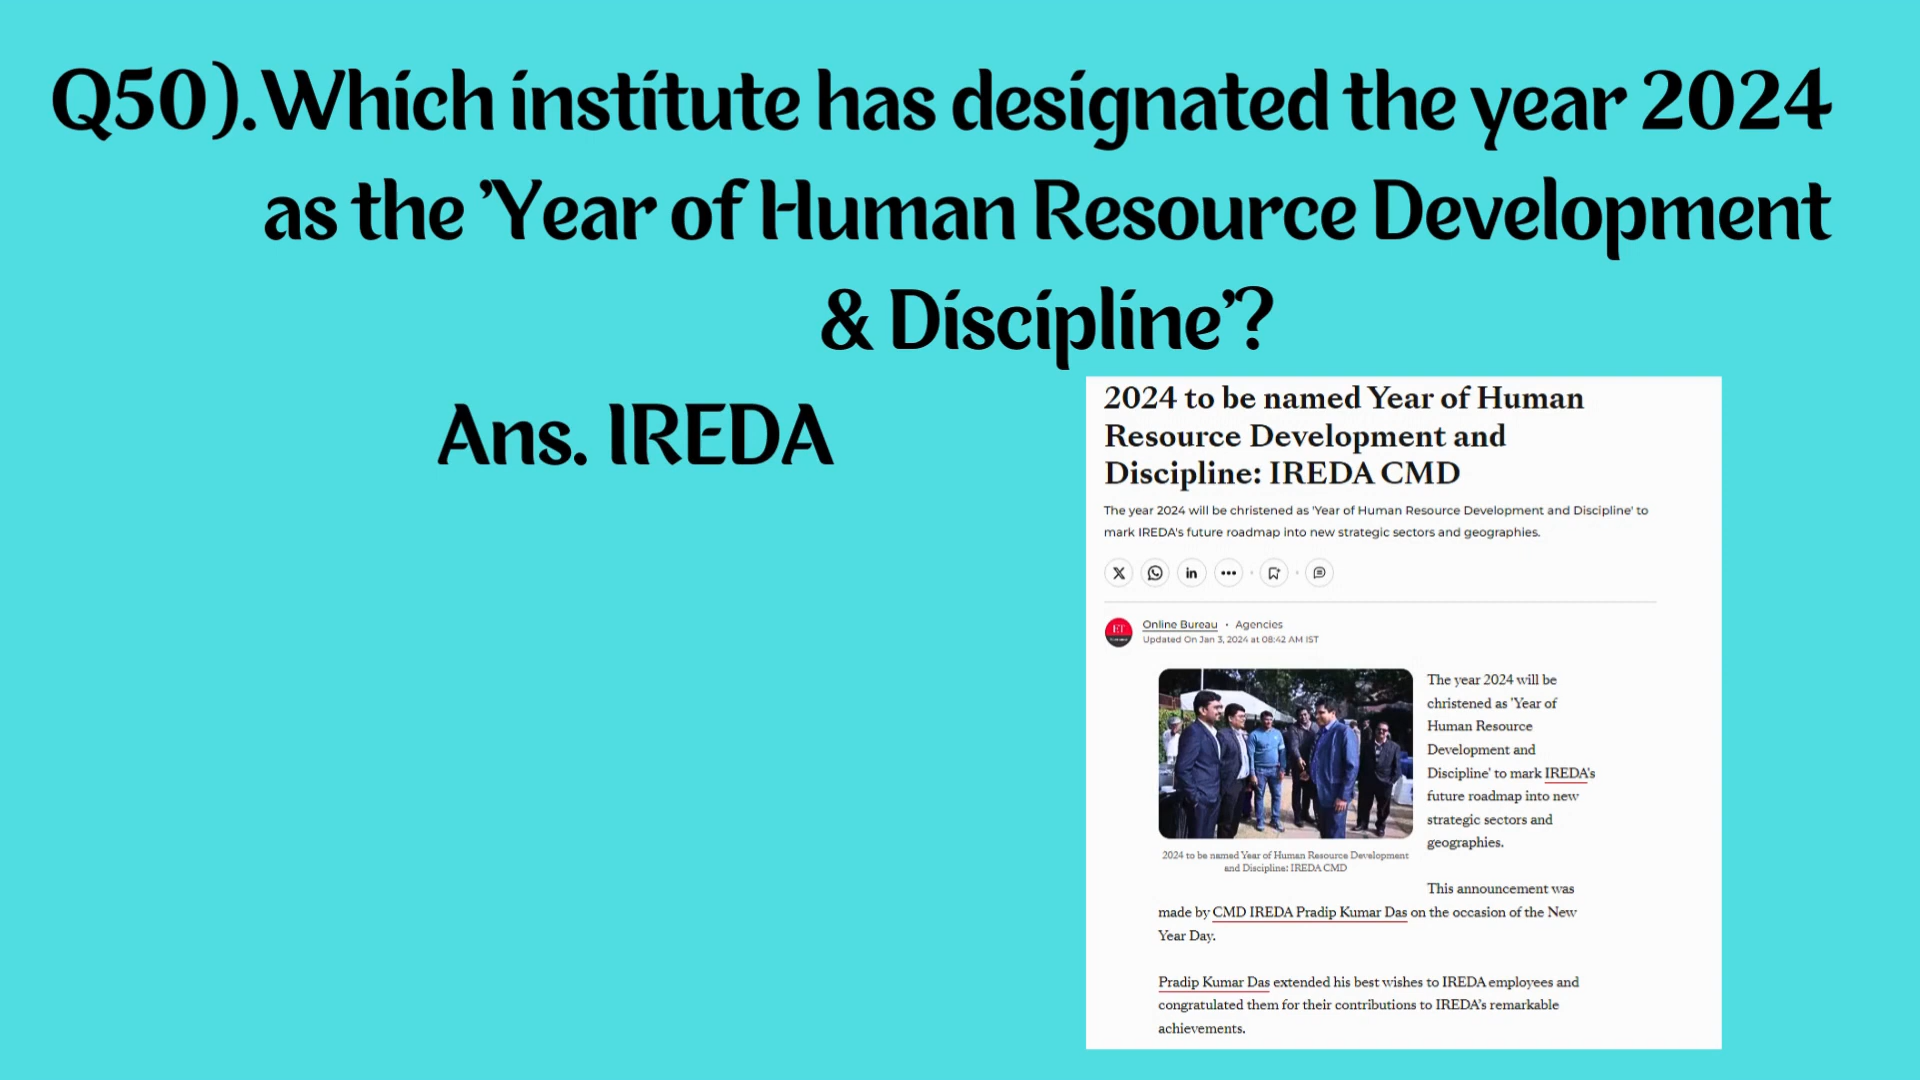 Q50).Which institute has designated the year 2024
as the 'Year of Human Resource Development
& Discipline'?
Ans. IREDA
2024 to be named Year of Human
Resource Development and
Discipline: IREDA CMD
The year 2024 will be christened as 'Year of Human Resource Development and Discipline' to
mark IREDA's future roadmap into new strategic sectors and geographies.
ET
Online Bureau • Agencies
Updated On Jan 3, 2024 at 08:42 AM IST
The year 2024 will be
christened as 'Year of
Human Resource
Development and
Discipline' to mark IREDA's
future roadmap into new
strategic sectors and
geographies.
2024 to be named Year of Human Resource Development
and Discipline: IREDA CMD
This announcement was
made by CMD IREDA Pradip Kumar Das on the occasion of the New
Year Day.
Pradip Kumar Das extended his best wishes to IREDA employees and
congratulated them for their contributions to IREDA's remarkable
achievements.